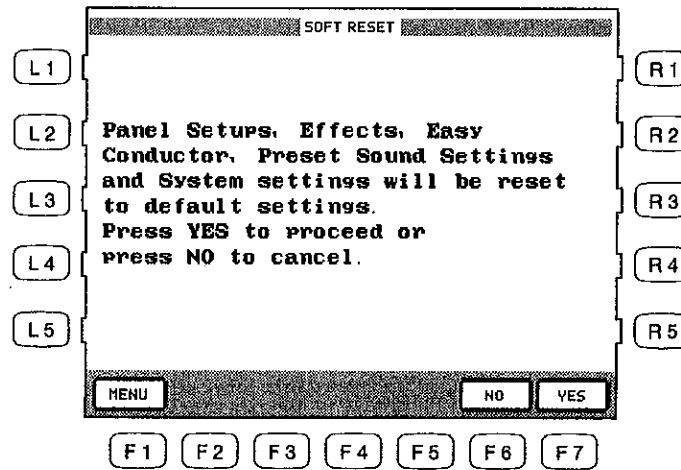 SOFT RESET
L1
R1
L2
Panel Setups, Effects, Easy
R2
Conductor, Preset Sound Settings
and System settings will be reset
L3
to default settings.
R3
Press YES to proceed or
L4
press NO to cancel.
R4
L5
R5
MENU
NO
YES
F1 F2 F3 F4 F5 F6 F7